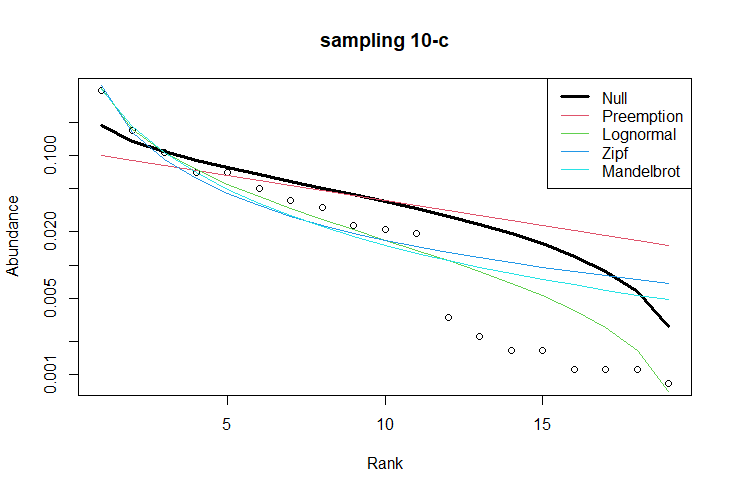 sampling 10-c
Null
Preemption
Lognormal
Zipf
Mandelbrot
Abundance
0.100
0.020
0.005
0.001
5
10
15
Rank